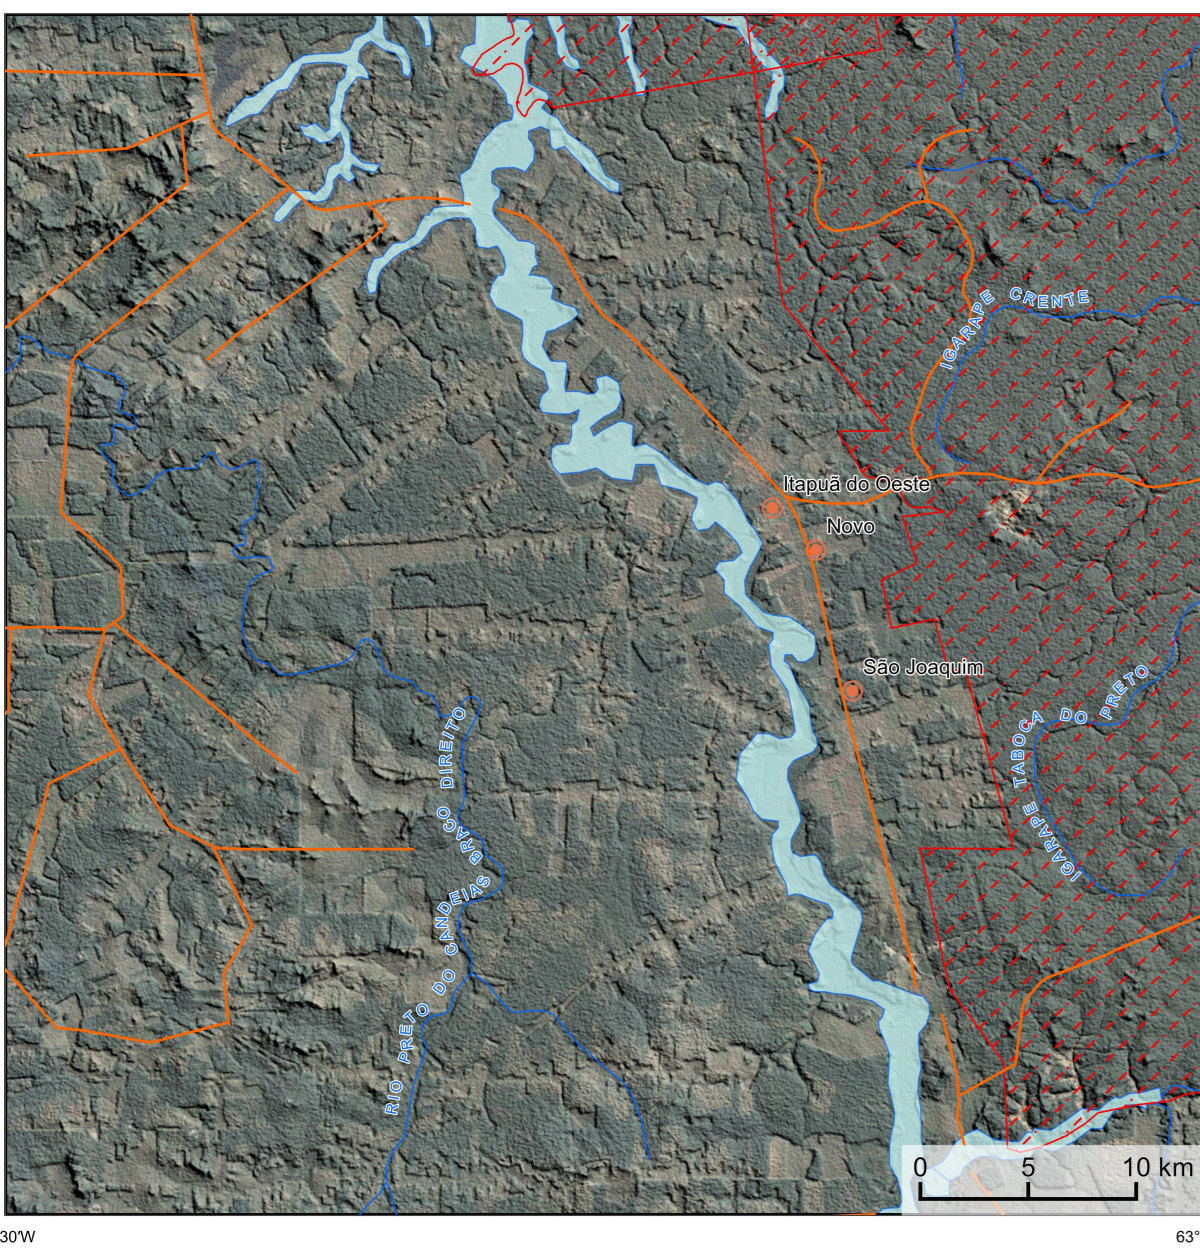 IGARAPE CRENTE
Itapuã do Oeste
Novo
São Joaquim
IGARAPE TABOCA DO PRETO
RIO PRETO DO CANDEIAS BRAÇO DIREITO
0 5 10 km
30'W
63°